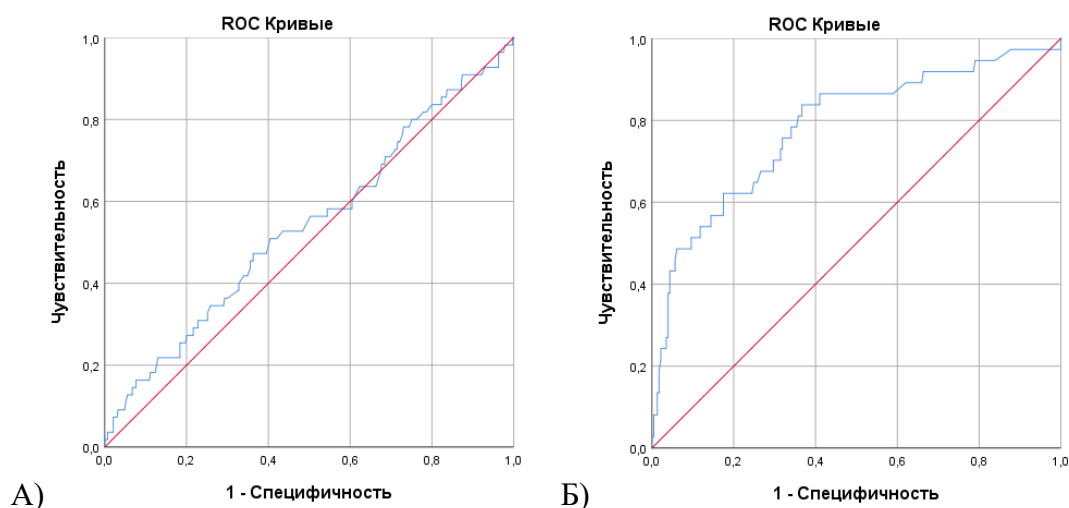 ROC Кривые
1,0
0,8
0,6
0,4
0,2
0,0
0,0 0,2 0,4 0,6 0,8 1,0
Чувствительность
1 - Специфичность
А)
ROC Кривые
1,0
0,8
0,6
0,4
0,2
0,0
0,0 0,2 0,4 0,6 0,8 1,0
Чувствительность
1 - Специфичность
Б)